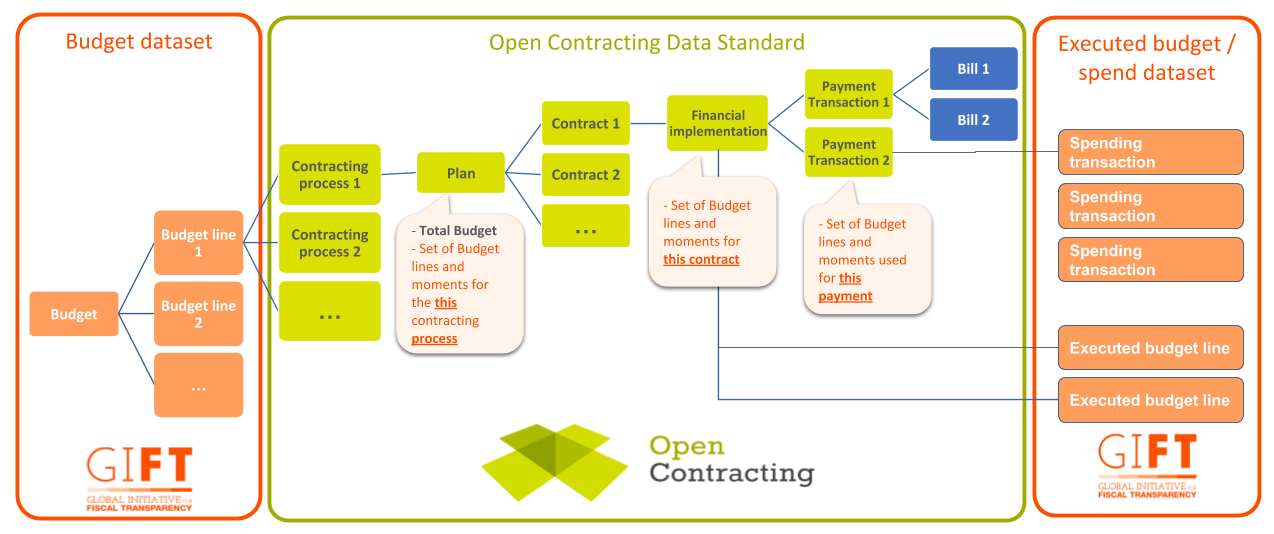 Budget dataset
Budget
Budget line
1
Budget line
2
...
GIFT
GLOBAL INITIATIVE FOR
FISCAL TRANSPARENCY
Open Contracting Data Standard
Contracting
process 1
Contracting
process 2
...
Plan
- Total Budget
- Set of Budget
lines and
moments for
the this
contracting
process
Contract 1
Contract 2
...
Financial
implementation
- Set of Budget
lines and
moments for
this contract
Payment
Transaction 1
Payment
Transaction 2
- Set of Budget
lines and
moments used
for this
payment
Bill 1
Bill 2
Open
Contracting
Executed budget /
spend dataset
Spending
transaction
Spending
transaction
Spending
transaction
Executed budget line
Executed budget line
GIFT
GLOBAL INITIATIVE FOR
FISCAL TRANSPARENCY